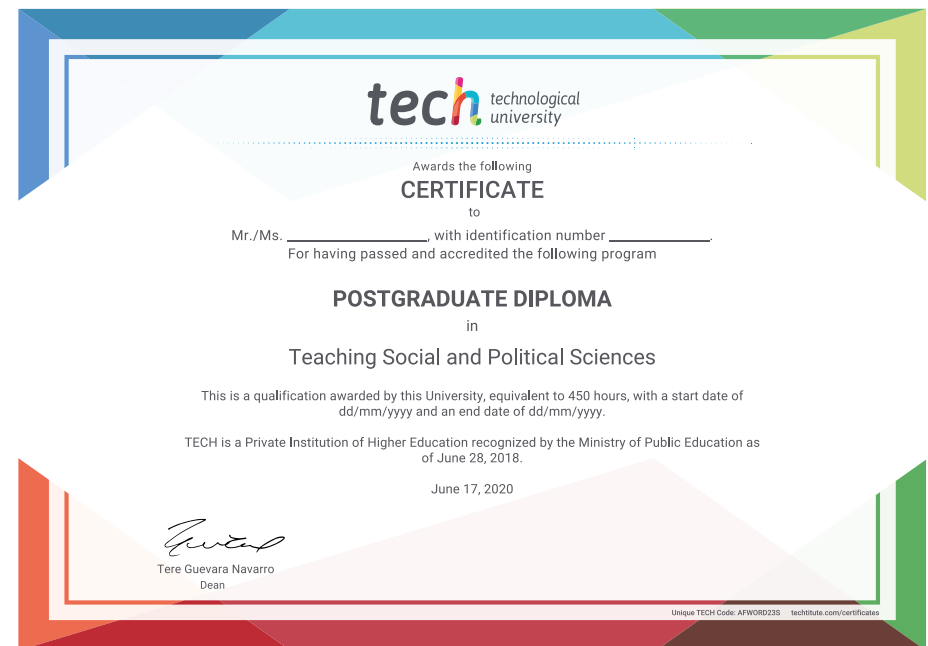 tech technological
university
Awards the following
CERTIFICATE
to
Mr./Ms. ____________________, with identification number ______________.
For having passed and accredited the following program
POSTGRADUATE DIPLOMA
in
Teaching Social and Political Sciences
This is a qualification awarded by this University, equivalent to 450 hours, with a start date of
dd/mm/yyyy and an end date of dd/mm/yyyy.
TECH is a Private Institution of Higher Education recognized by the Ministry of Public Education as
of June 28, 2018.
June 17, 2020
Tere Guevara Navarro
Dean
Unique TECH Code: AFWORD23S techtitute.com/certificates